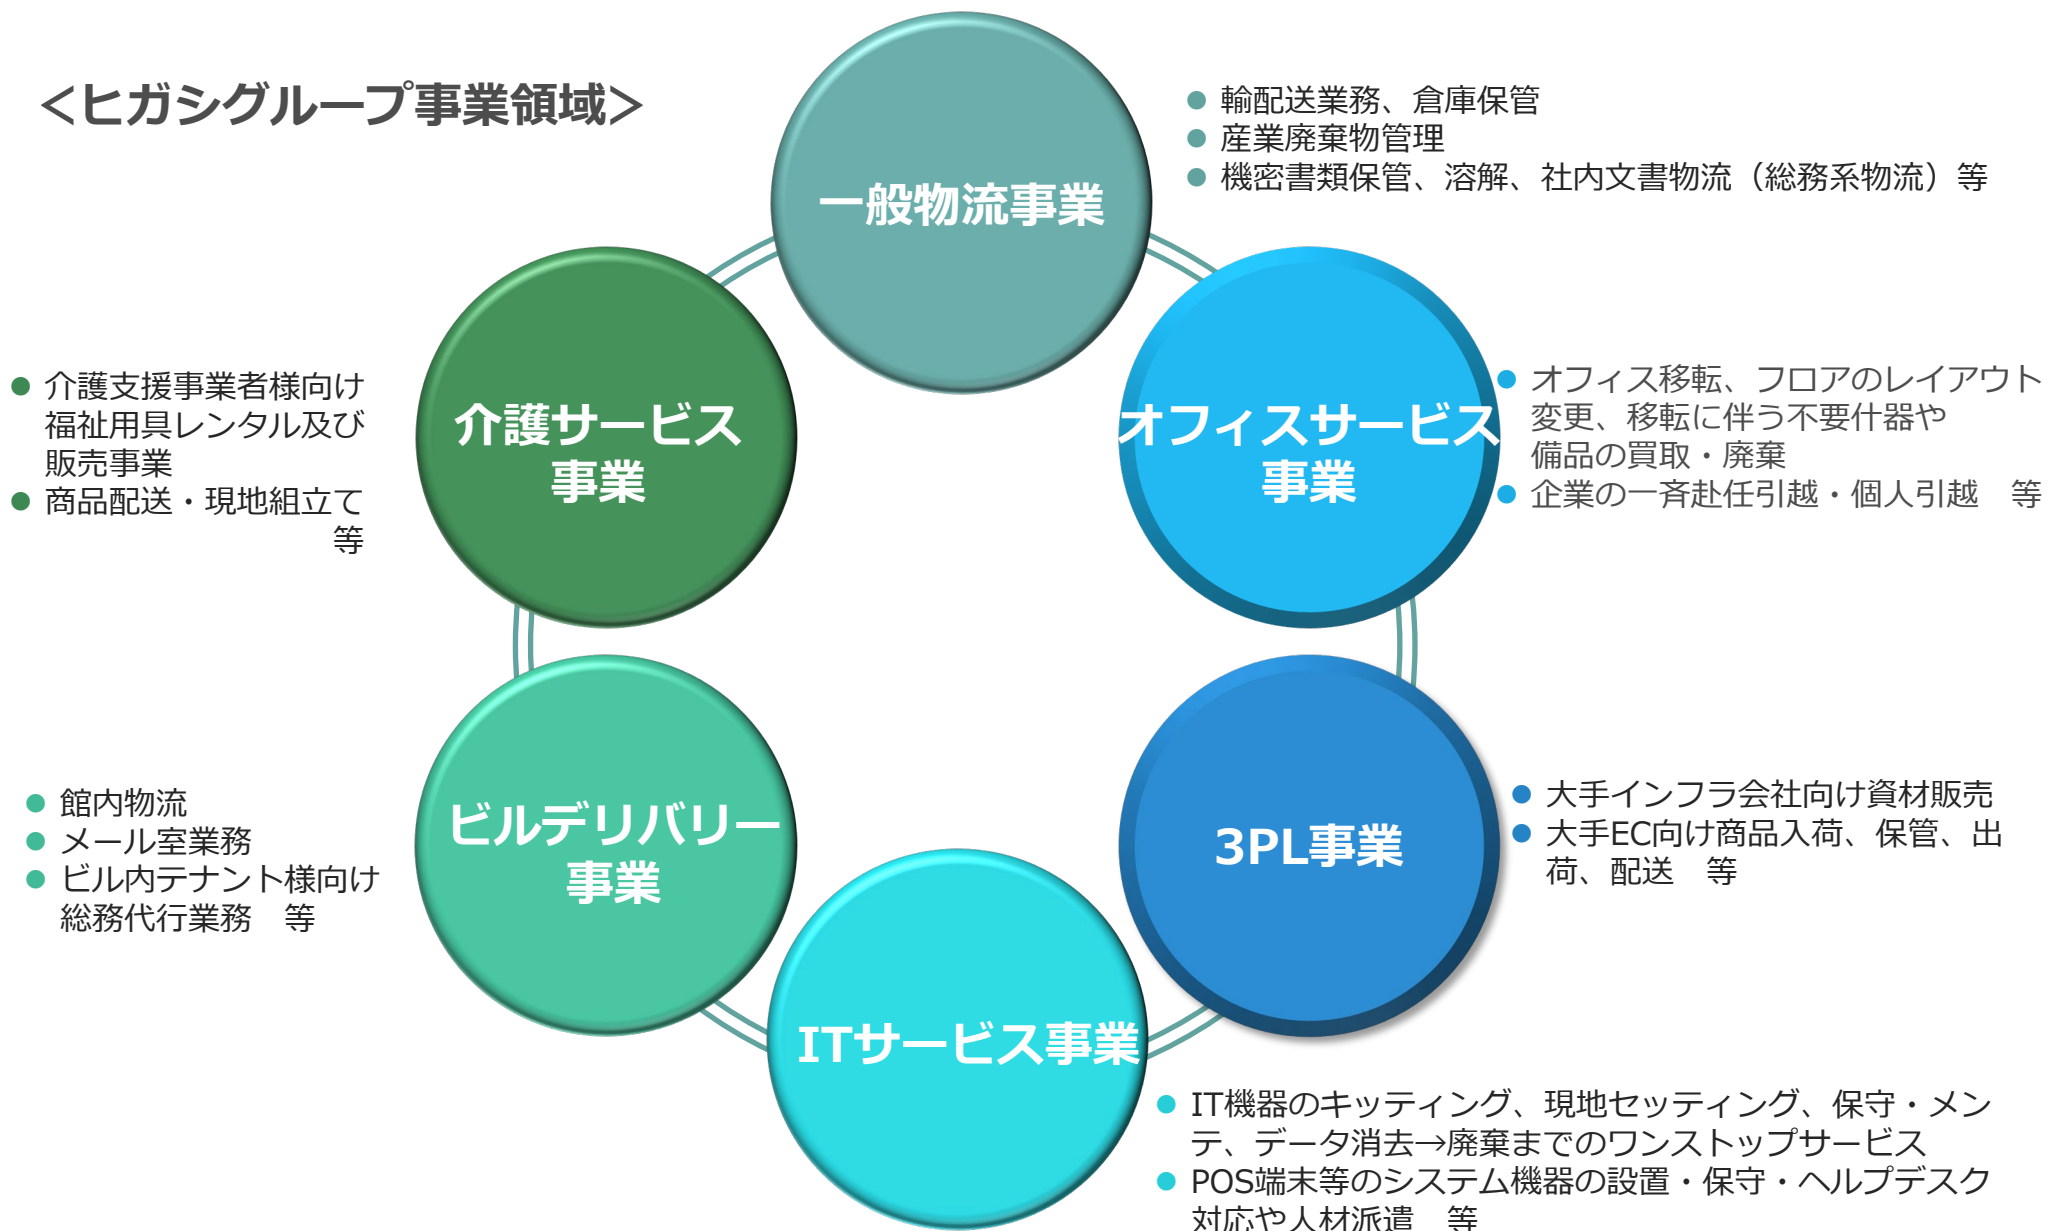 ＜ヒガシグループ事業領域＞
一般物流事業
輸配送業務、倉庫保管
産業廃棄物管理
機密書類保管、溶解、社内文書物流（総務系物流）等
オフィスサービス
事業
オフィス移転、フロアのレイアウト
変更、移転に伴う不要什器や
備品の買取・廃棄
企業の一斉赴任引越・個人引越　等
3PL事業
大手インフラ会社向け資材販売
大手EC向け商品入荷、保管、出
荷、配送　等
ITサービス事業
IT機器のキッティング、現地セッティング、保守・メン
テ、データ消去→廃棄までのワンストップサービス
POS端末等のシステム機器の設置・保守・ヘルプデスク
対応や人材派遣　等
ビルデリバリー
事業
館内物流
メール室業務
ビル内テナント様向け
総務代行業務　等
介護サービス
事業
介護支援事業者様向け
福祉用具レンタル及び
販売事業
商品配送・現地組立て
等